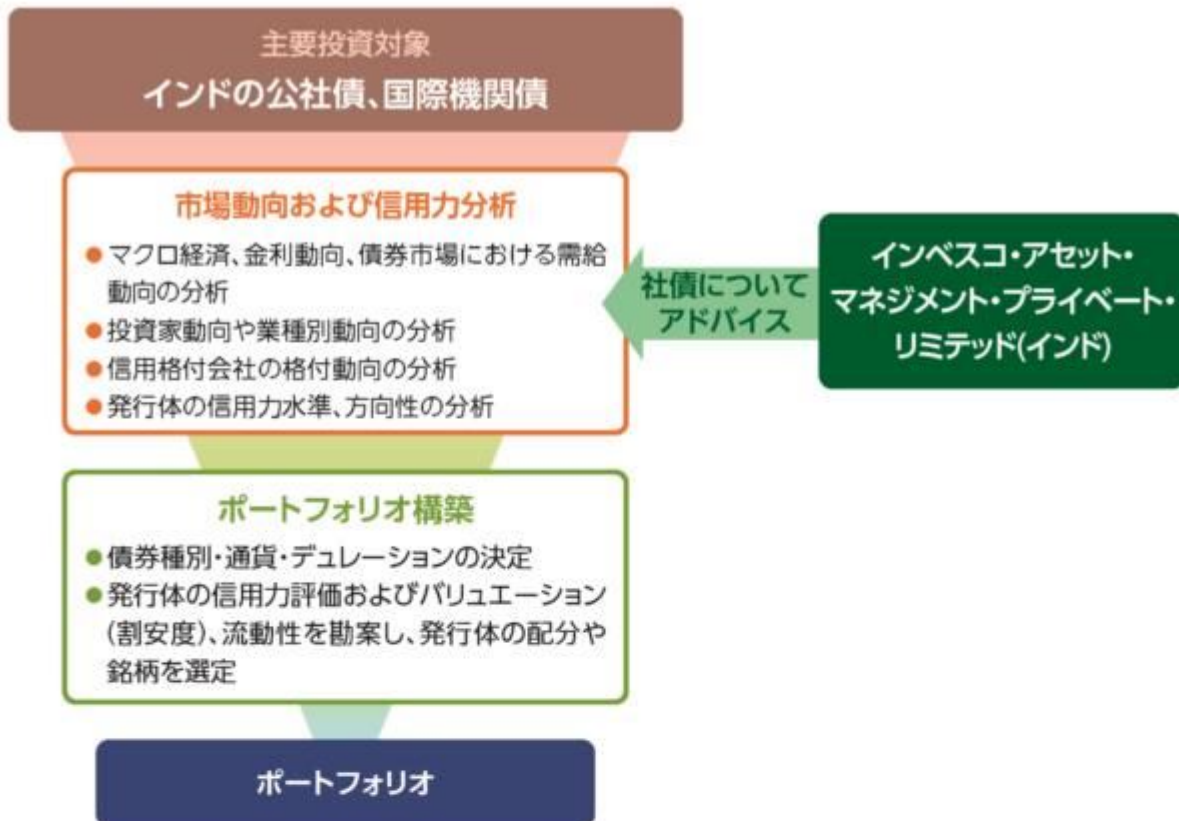 主要投資対象
インドの公社債、国際機関債
市場動向および信用力分析
●マクロ経済、金利動向、債券市場における需給
動向の分析
●投資家動向や業種別動向の分析
●信用格付会社の格付動向の分析
●発行体の信用力水準、方向性の分析
社債について
アドバイス
インベスコ・アセット・
マネジメント・プライベート・
リミテッド(インド)
ポートフォリオ構築
●債券種別・通貨・デュレーションの決定
●発行体の信用力評価およびバリュエーション
(割安度)、流動性を勘案し、発行体の配分や
銘柄を選定
ポートフォリオ